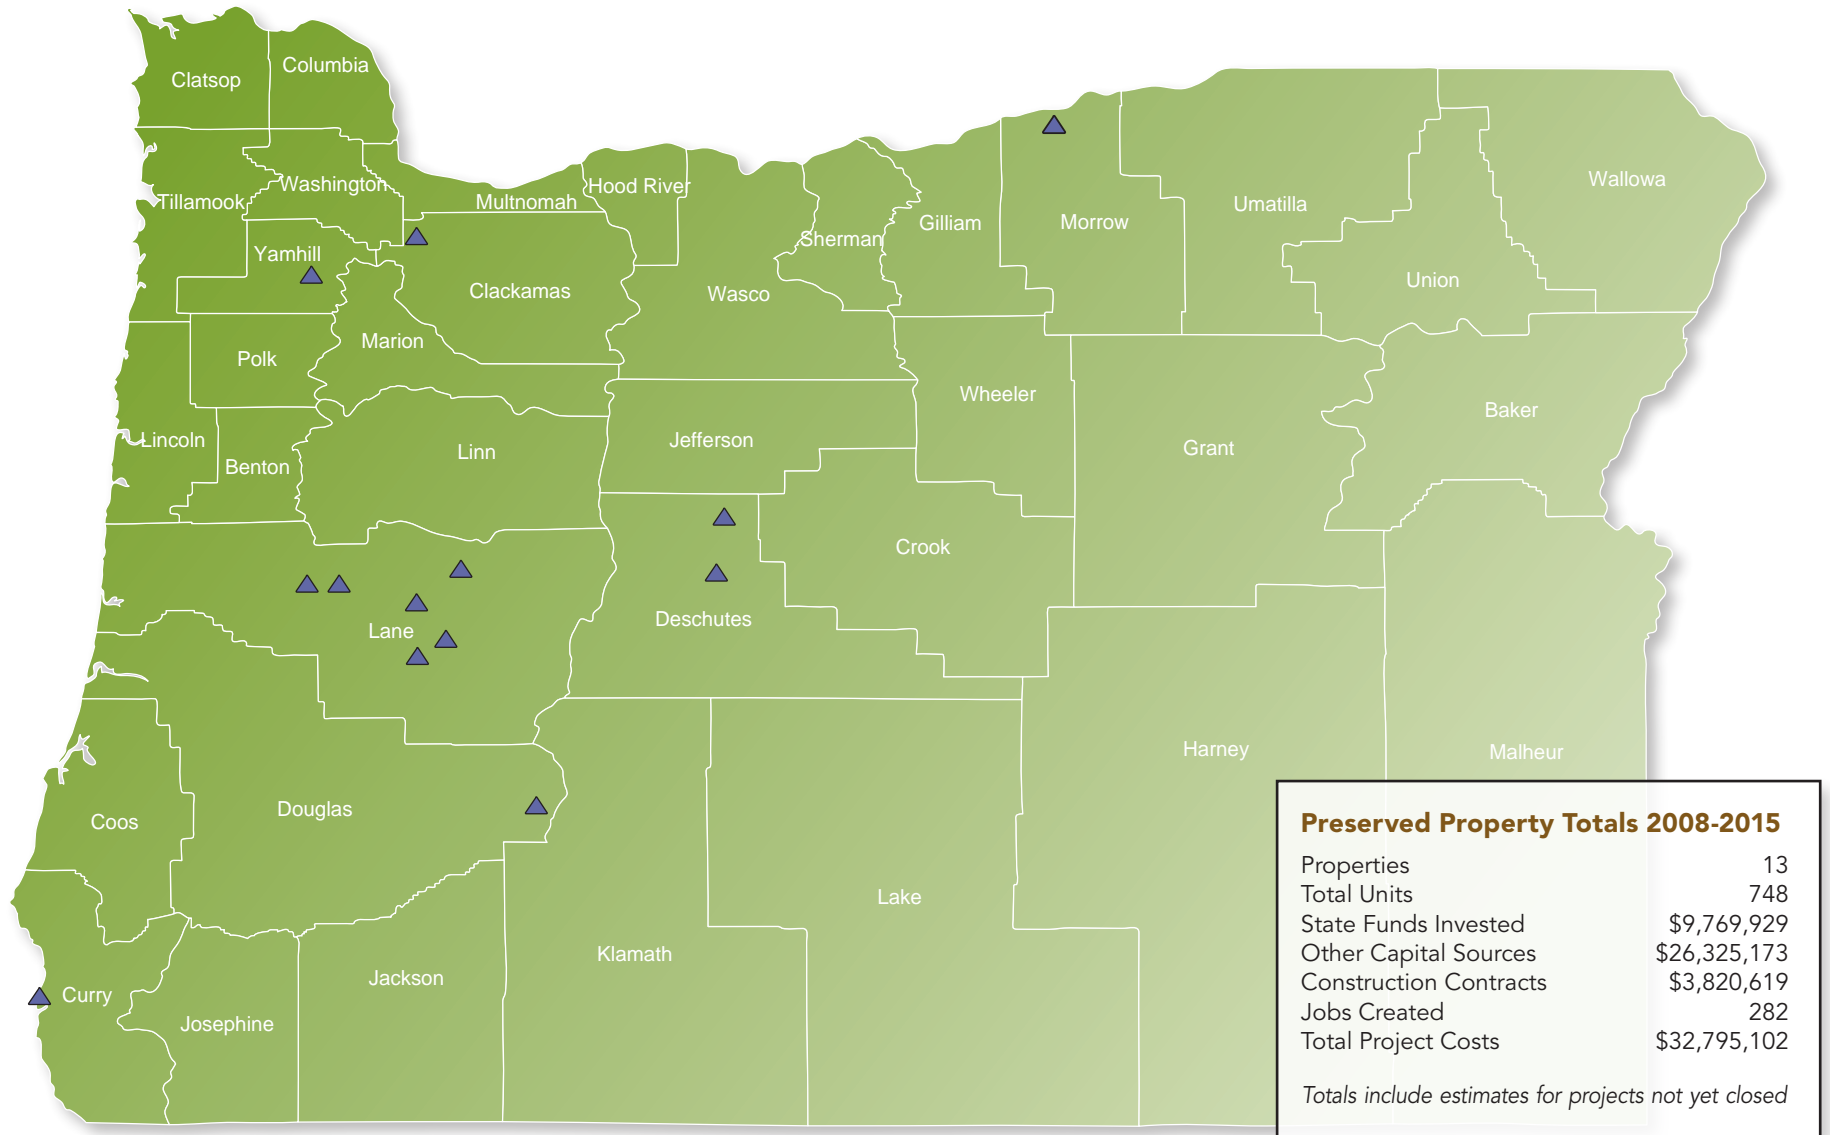 Columbia
Clatsop
Washington
Tillamook
Multnomah
Hood River
Wallowa
Umatilla
Morrow
Gilliam
Sherman
Yamhill
Union
Clackamas
Wasco
Marion
Polk
Wheeler
Baker
Lincoln
Jefferson
Grant
Linn
Benton
Crook
Deschutes
Lane
Harney
Malheur
Douglas
Coos
Lake
Klamath
Jackson
Curry
Josephine
Preserved Property Totals 2008-2015
Properties 13
Total Units 748
State Funds Invested $9,769,929
Other Capital Sources $26,325,173
Construction Contracts $3,820,619
Jobs Created 282
Total Project Costs $32,795,102
Totals include estimates for projects not yet closed